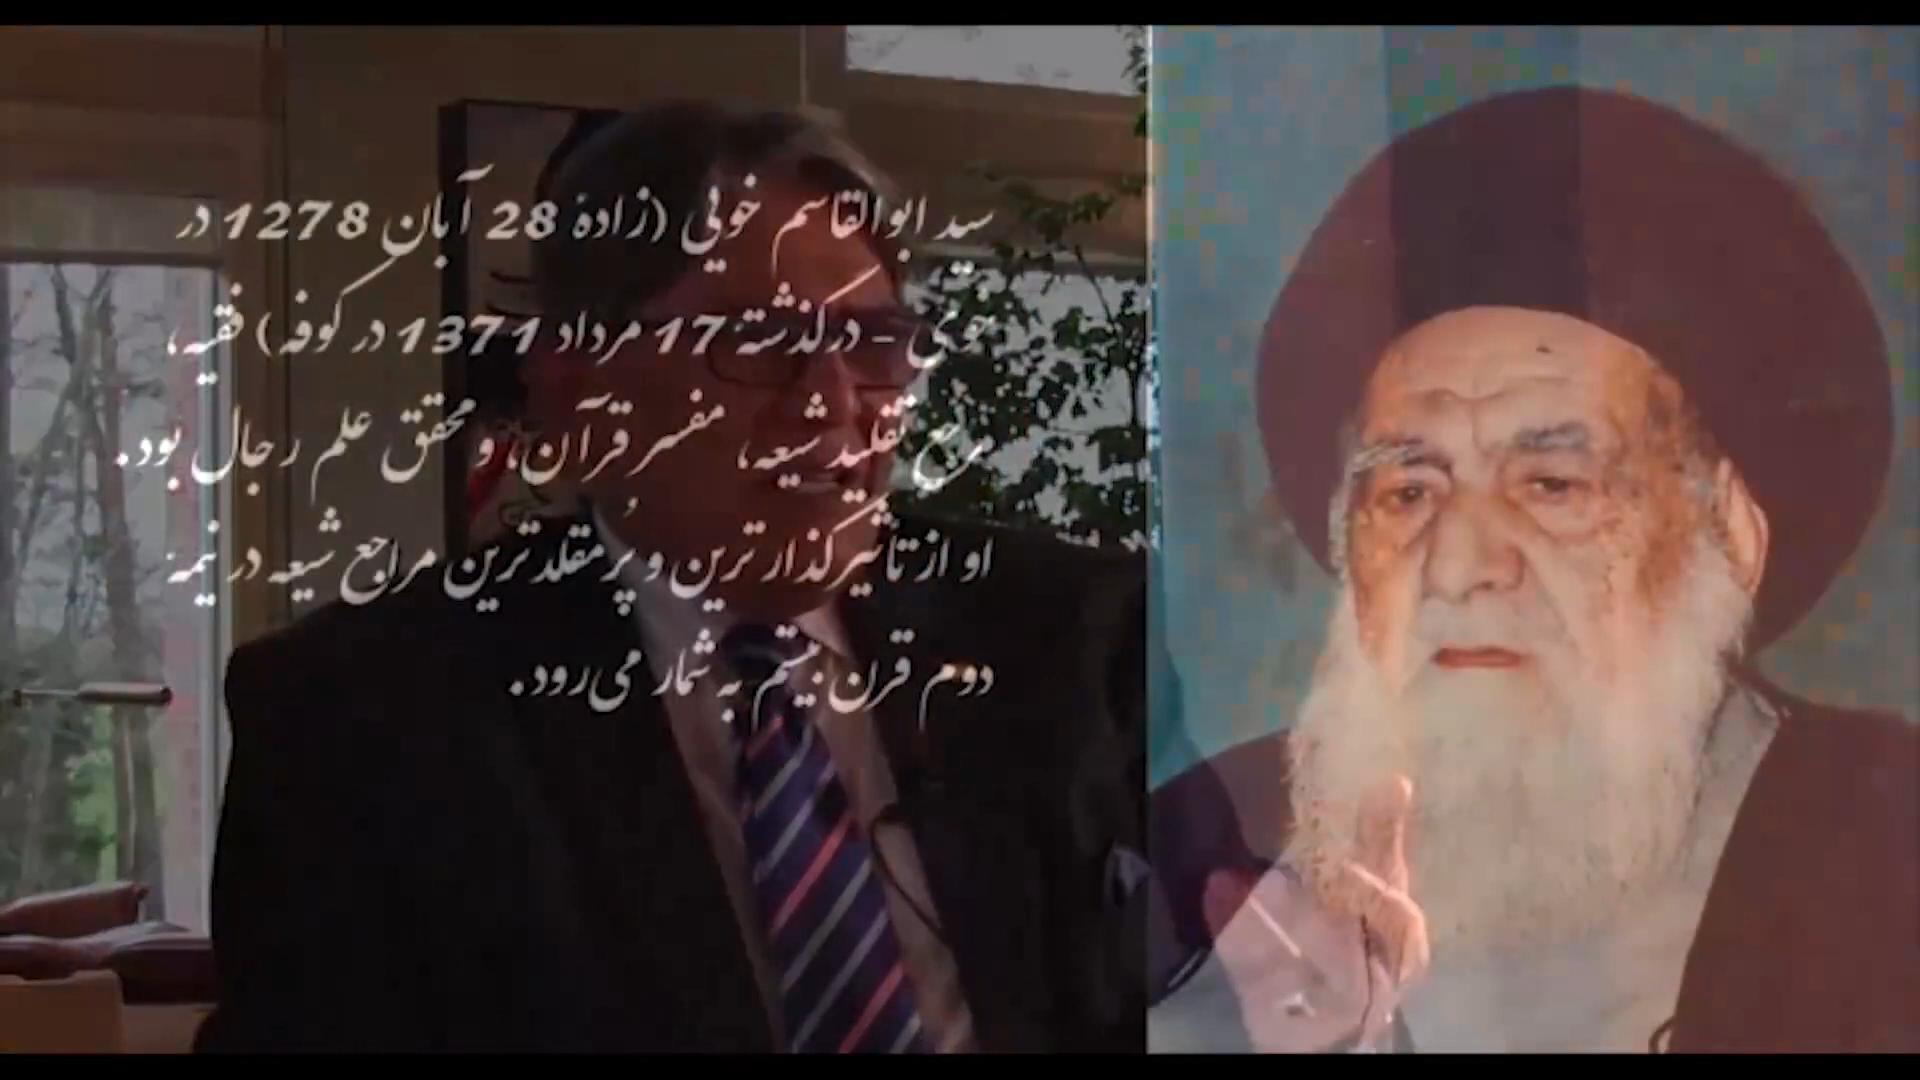 سید ابوالقاسم خویی (زادهٔ 28 آبان 1278 در
خوی - درگذشتهٔ 17 مرداد 1371 در کوفه) فقیه،
مرجع تقلید شیعه، مفسر قرآن، و محقق علم رجال بود.
او از تأثیرگذارترین و پُرمقلدترین مراجع شیعه در نیمهٔ
دوم قرن بیستم به شمار می‌رود.